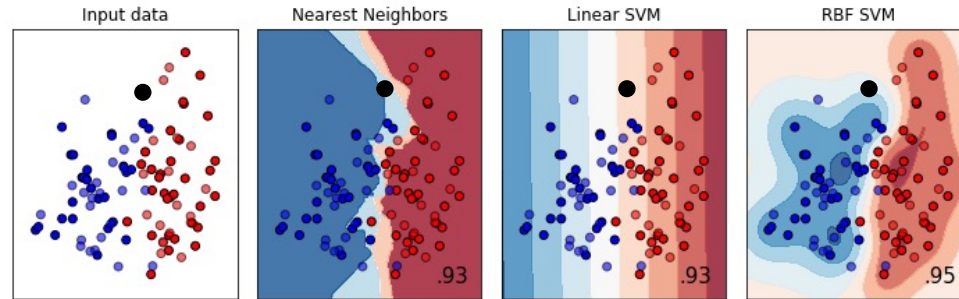 Input data
Nearest Neighbors
Linear SVM
RBF SVM
.93
.93
.95